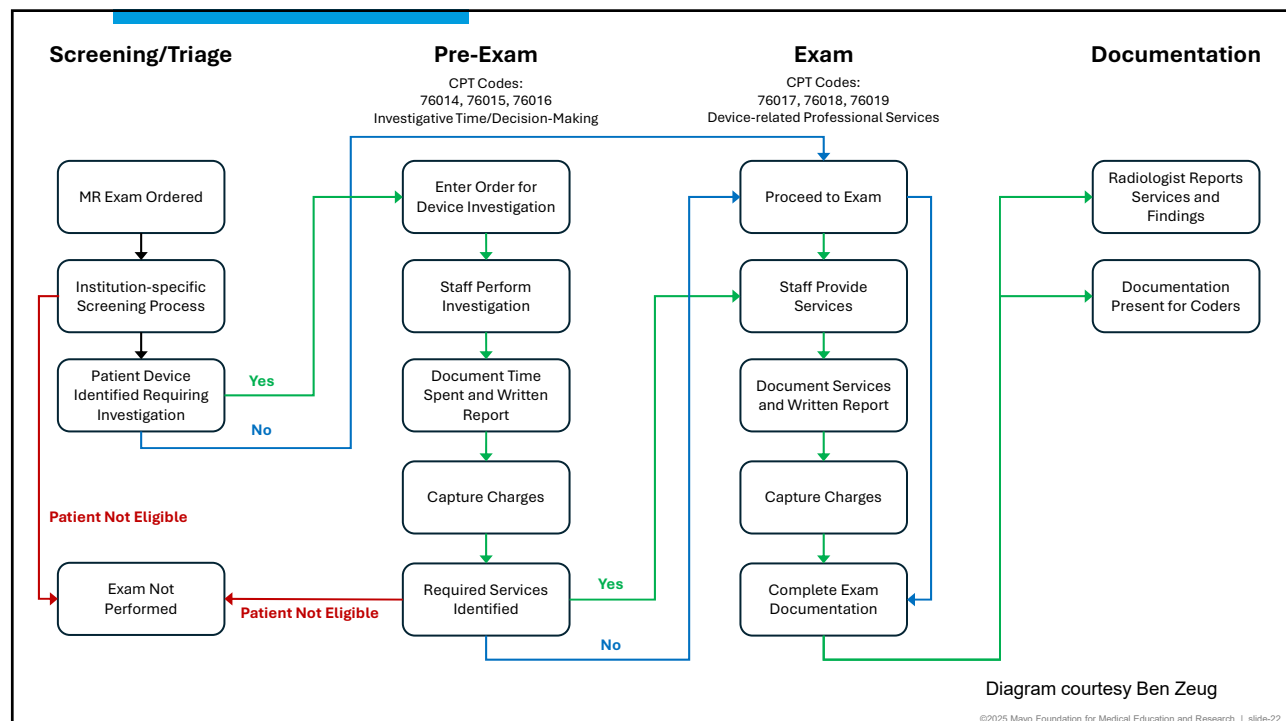 Screening/Triage
Pre-Exam
Exam
Documentation
CPT Codes:
76014, 76015, 76016
Investigative Time/Decision-Making
CPT Codes:
76017, 76018, 76019
Device-related Professional Services
MR Exam Ordered
Institution-specific
Screening Process
Patient Device
Identified Requiring
Investigation
Yes
No
Patient Not Eligible
Exam Not
Performed
Enter Order for
Device Investigation
Staff Perform
Investigation
Document Time
Spent and Written
Report
Capture Charges
Required Services
Identified
Patient Not Eligible
Yes
No
Proceed to Exam
Staff Provide
Services
Document Services
and Written Report
Capture Charges
Complete Exam
Documentation
Radiologist Reports
Services and
Findings
Documentation
Present for Coders
Diagram courtesy Ben Zeug
©2025 Mayo Foundation for Medical Education and Research | slide-22